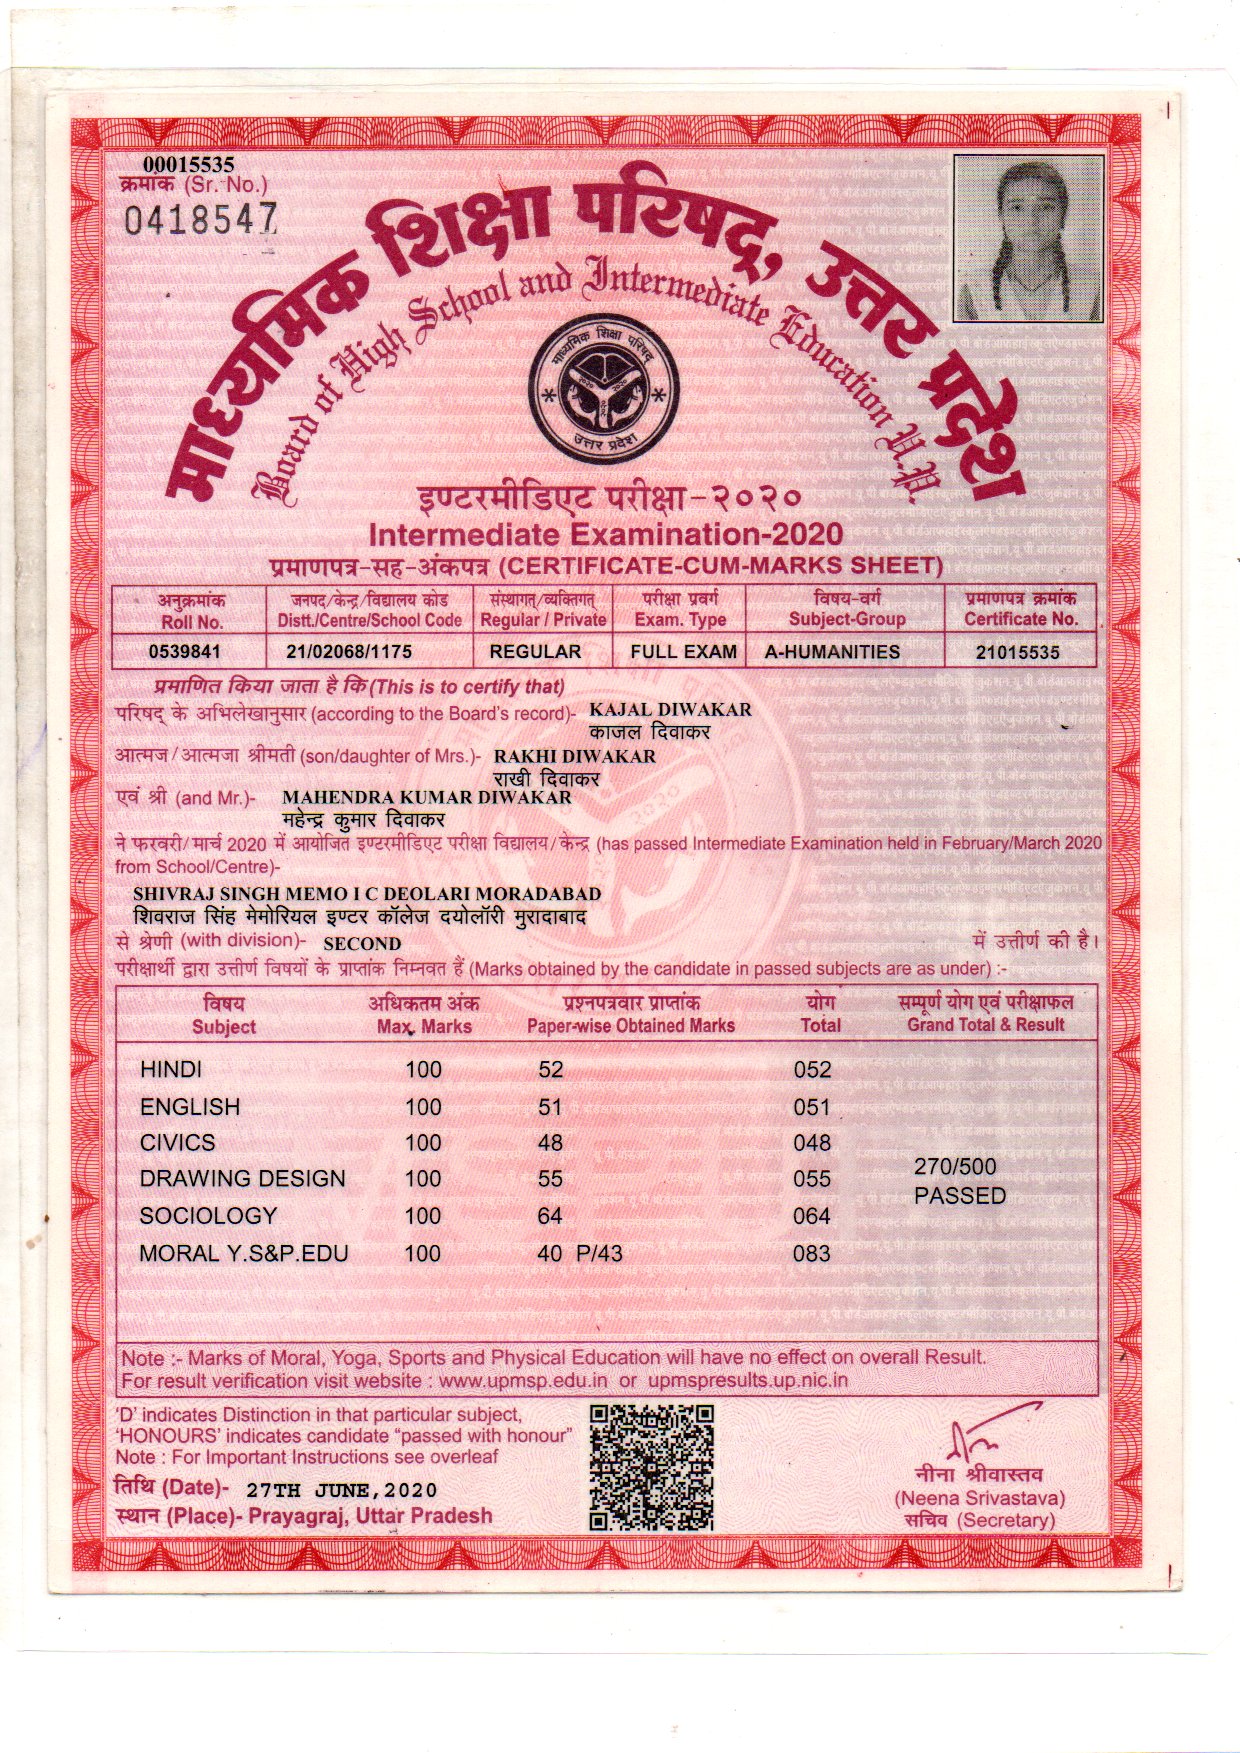 00015535
क्रमांक (Sr. No.)
0418547
माध्यमिक शिक्षा परिषद्, उत्तर प्रदेश
Board of High School and Intermediate Education U.P.
माध्यमिक शिक्षा परिषद्
उत्तर प्रदेश
इण्टरमीडिएट परीक्षा-२०२०
Intermediate Examination-2020
प्रमाणपत्र-सह-अंकपत्र (CERTIFICATE-CUM-MARKS SHEET)
अनुक्रमांक जनपद/केन्द्र/विद्यालय कोड संस्थागत/व्यक्तिगत परीक्षा प्रवर्ग विषय-वर्ग प्रमाणपत्र क्रमांक
Roll No. Distt./Centre/School Code Regular / Private Exam. Type Subject-Group Certificate No.
0539841 21/02068/1175 REGULAR FULL EXAM A-HUMANITIES 21015535
प्रमाणित किया जाता है कि (This is to certify that)
परिषद् के अभिलेखानुसार (according to the Board's record)- KAJAL DIWAKAR
काजल दिवाकर
आत्मज/आत्मजा श्रीमती (son/daughter of Mrs.)- RAKHI DIWAKAR
राखी दिवाकर
एवं श्री (and Mr.)- MAHENDRA KUMAR DIWAKAR
महेन्द्र कुमार दिवाकर
ने फरवरी/मार्च 2020 में आयोजित इण्टरमीडिएट परीक्षा विद्यालय/केन्द्र (has passed Intermediate Examination held in February/March 2020
from School/Centre)-
SHIVRAJ SINGH MEMO I C DEOLARI MORADABAD
शिवराज सिंह मेमोरियल इण्टर कॉलेज दयोलॉरी मुरादाबाद
से श्रेणी (with division)- SECOND में उत्तीर्ण की है।
परीक्षार्थी द्वारा उत्तीर्ण विषयों के प्राप्तांक निम्नवत हैं (Marks obtained by the candidate in passed subjects are as under) :-
विषय अधिकतम अंक प्रश्नपत्रवार प्राप्तांक योग सम्पूर्ण योग एवं परीक्षाफल
Subject Max. Marks Paper-wise Obtained Marks Total Grand Total & Result
HINDI 100 52 052
ENGLISH 100 51 051
CIVICS 100 48 048
DRAWING DESIGN 100 55 055
270/500
PASSED
SOCIOLOGY 100 64 064
MORAL Y.S&P.EDU 100 40 P/43 083
Note :- Marks of Moral, Yoga, Sports and Physical Education will have no effect on overall Result.
For result verification visit website : www.upmsp.edu.in or upmspresults.up.nic.in
'D' indicates Distinction in that particular subject,
'HONOURS' indicates candidate "passed with honour"
Note : For Important Instructions see overleaf
तिथि (Date)- 27TH JUNE,2020
स्थान (Place)- Prayagraj, Uttar Pradesh
नीना श्रीवास्तव
(Neena Srivastava)
सचिव (Secretary)